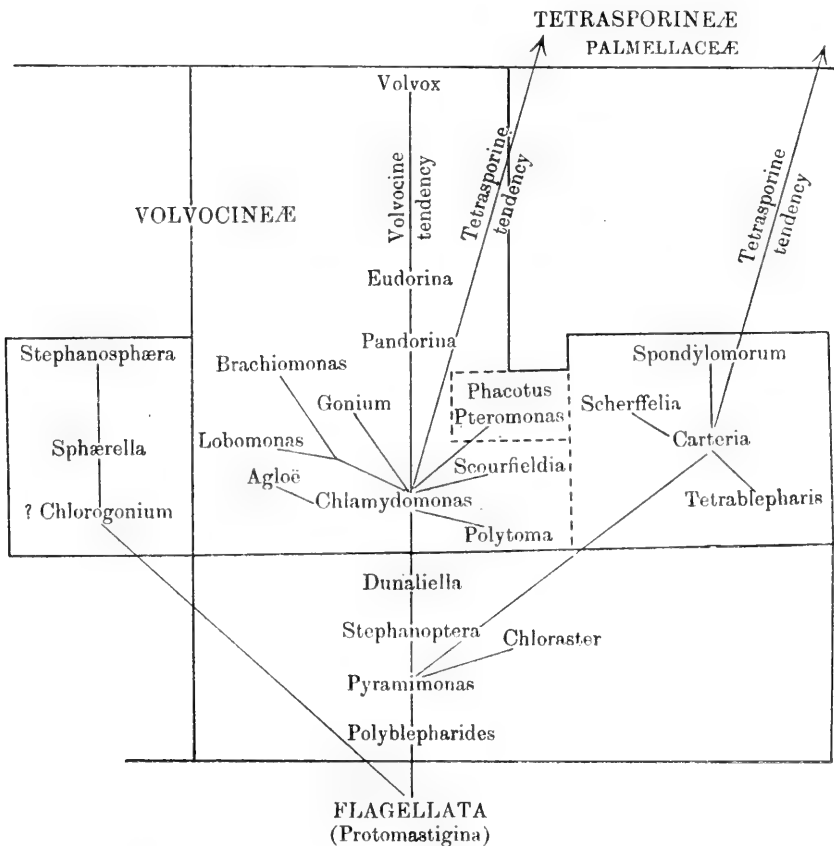 TETRASPORINEÆ
PALMELLACEÆ
Volvox
Volvocine
tendency
Tetrasporine
tendency
Tetrasporine
tendency
VOLVOCINEÆ
Eudorina
Pandorina
Stephanosphæra
Brachiomonas
Gonium
Phacotus
Pteromonas
Spondylomorum
Scherffelia
Sphærella
Lobomonas
Carteria
Agloë
Scourfieldia
? Chlorogonium
Chlamydomonas
Tetrablepharis
Polytoma
Dunaliella
Stephanoptera
Chloraster
Pyramimonas
Polyblepharides
FLAGELLATA
(Protomastigina)